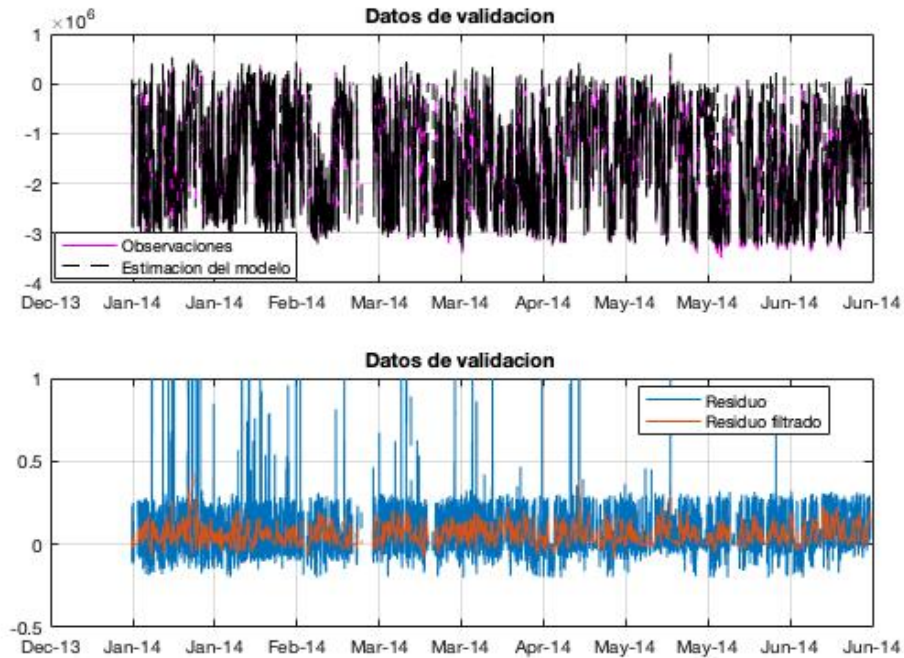 Datos de validacion
×10⁶
1
0
-1
-2
-3
-4
Observaciones
Estimacion del modelo
Dec-13 Jan-14 Jan-14 Feb-14 Mar-14 Mar-14 Apr-14 May-14 May-14 Jun-14 Jun-14
Datos de validacion
1
0.5
0
-0.5
Residuo
Residuo filtrado
Dec-13 Jan-14 Jan-14 Feb-14 Mar-14 Mar-14 Apr-14 May-14 May-14 Jun-14 Jun-14